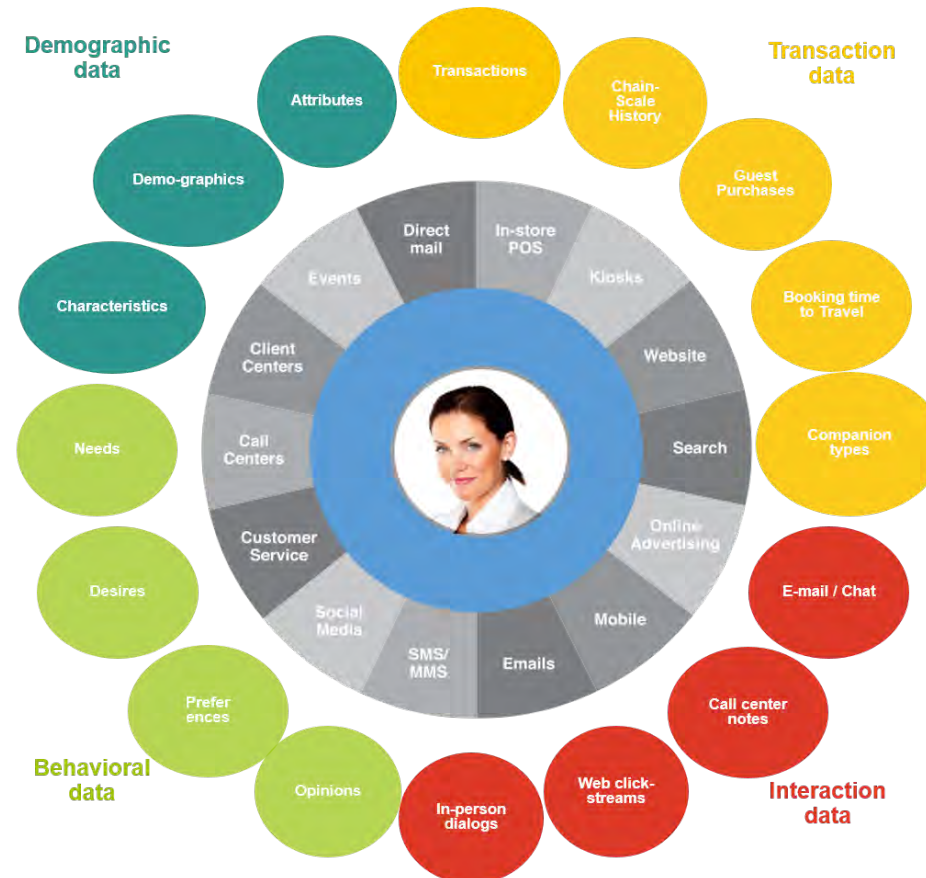 Demographic
data
Transaction
data
Transactions
Attributes
Chain-
Scale
History
Demo-graphics
Guest
Purchases
Characteristics
Booking time
to Travel
Needs
Companion
types
Desires
E-mail / Chat
Prefer
ences
Call center
notes
Opinions
In-person
dialogs
Web click-
streams
Behavioral
data
Interaction
data
Direct
mail
In-store
POS
Events
Kiosks
Client
Centers
Website
Call
Centers
Search
Customer
Service
Online
Advertising
Social
Media
Mobile
SMS/
MMS
Emails